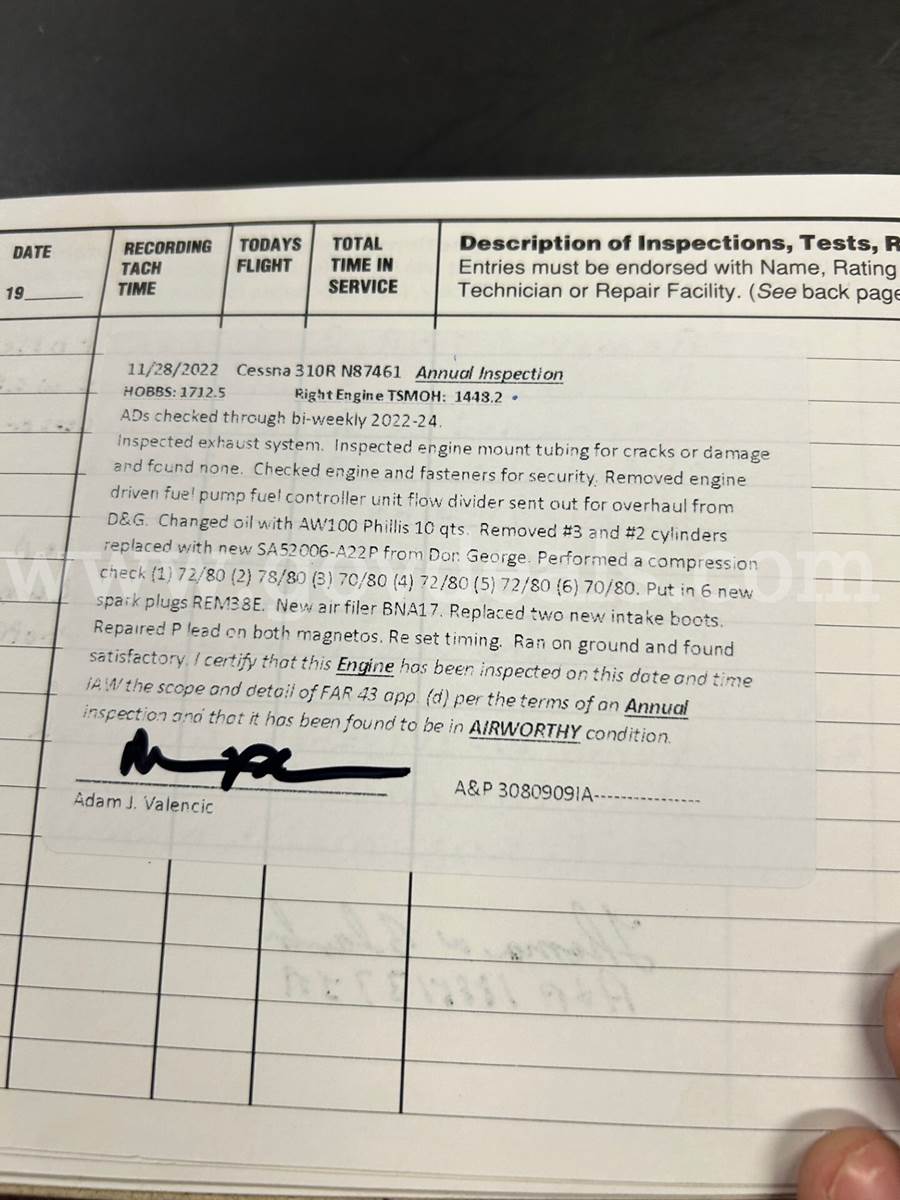 DATE
19
RECORDING
TACH
TIME
TODAYS
FLIGHT
TOTAL
TIME IN
SERVICE
Description of Inspections, Tests, R
Entries must be endorsed with Name, Rating
Technician or Repair Facility. (See back page
11/28/2022 Cessna 310R N87461 Annual Inspection
HOBBS: 1712.5 Right Engine TSMOH: 1448.2
ADs checked through bi-weekly 2022-24.
Inspected exhaust system. Inspected engine mount tubing for cracks or damage
and found none. Checked engine and fasteners for security. Removed engine
driven fuel pump fuel controller unit flow divider sent out for overhaul from
D&G. Changed oil with AW100 Phillis 10 qts. Removed #3 and #2 cylinders
replaced with new SA52006-A22P from Don George. Performed a compression
check (1) 72/80 (2) 78/80 (3) 70/80 (4) 72/80 (5) 72/80 (6) 70/80. Put in 6 new
spark plugs REM38E. New air filer BNA17. Replaced two new intake boots.
Repaired P lead on both magnetos. Re set timing. Ran on ground and found
satisfactory. I certify that this Engine has been inspected on this date and time
IAW the scope and detail of FAR 43 app. (d) per the terms of an Annual
inspection and that it has been found to be in AIRWORTHY condition.
Adam J. Valencic
A&P 3080909IA----------------